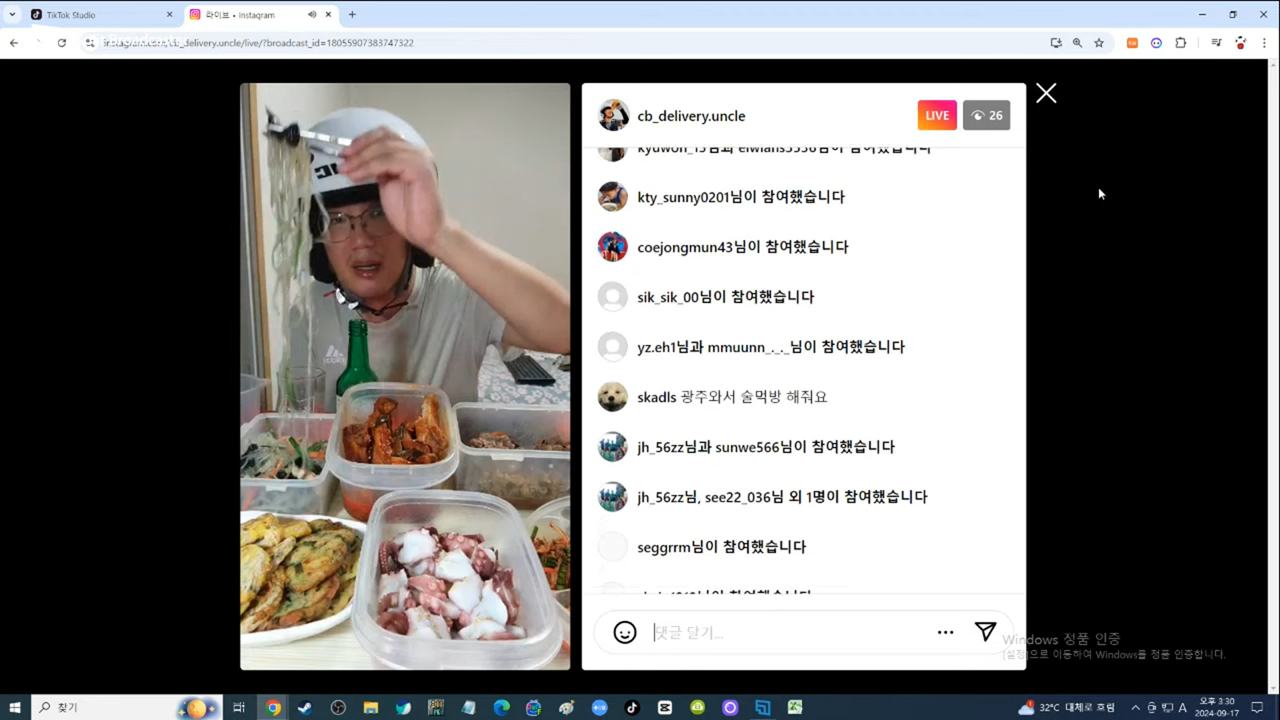 TikTok Studio
라이브 • Instagram
_delivery.uncle/live/?broadcast_id=18055907383747322
cb_delivery.uncle
LIVE
26
kty_sunny0201님이 참여했습니다
coejongmun43님이 참여했습니다
sik_sik_00님이 참여했습니다
yz.eh1님과 mmuunn_._._님이 참여했습니다
skadls 광주와서 술먹방 해줘요
jh_56zz님과 sunwe566님이 참여했습니다
jh_56zz님, see22_036님 외 1명이 참여했습니다
seggrrm님이 참여했습니다
댓글 달기...
Windows 정품 인증
[설정]으로 이동하여 Windows를 정품 인증합니다.
찾기
32°C 대체로 흐림
A
오후 3:30
2024-09-17